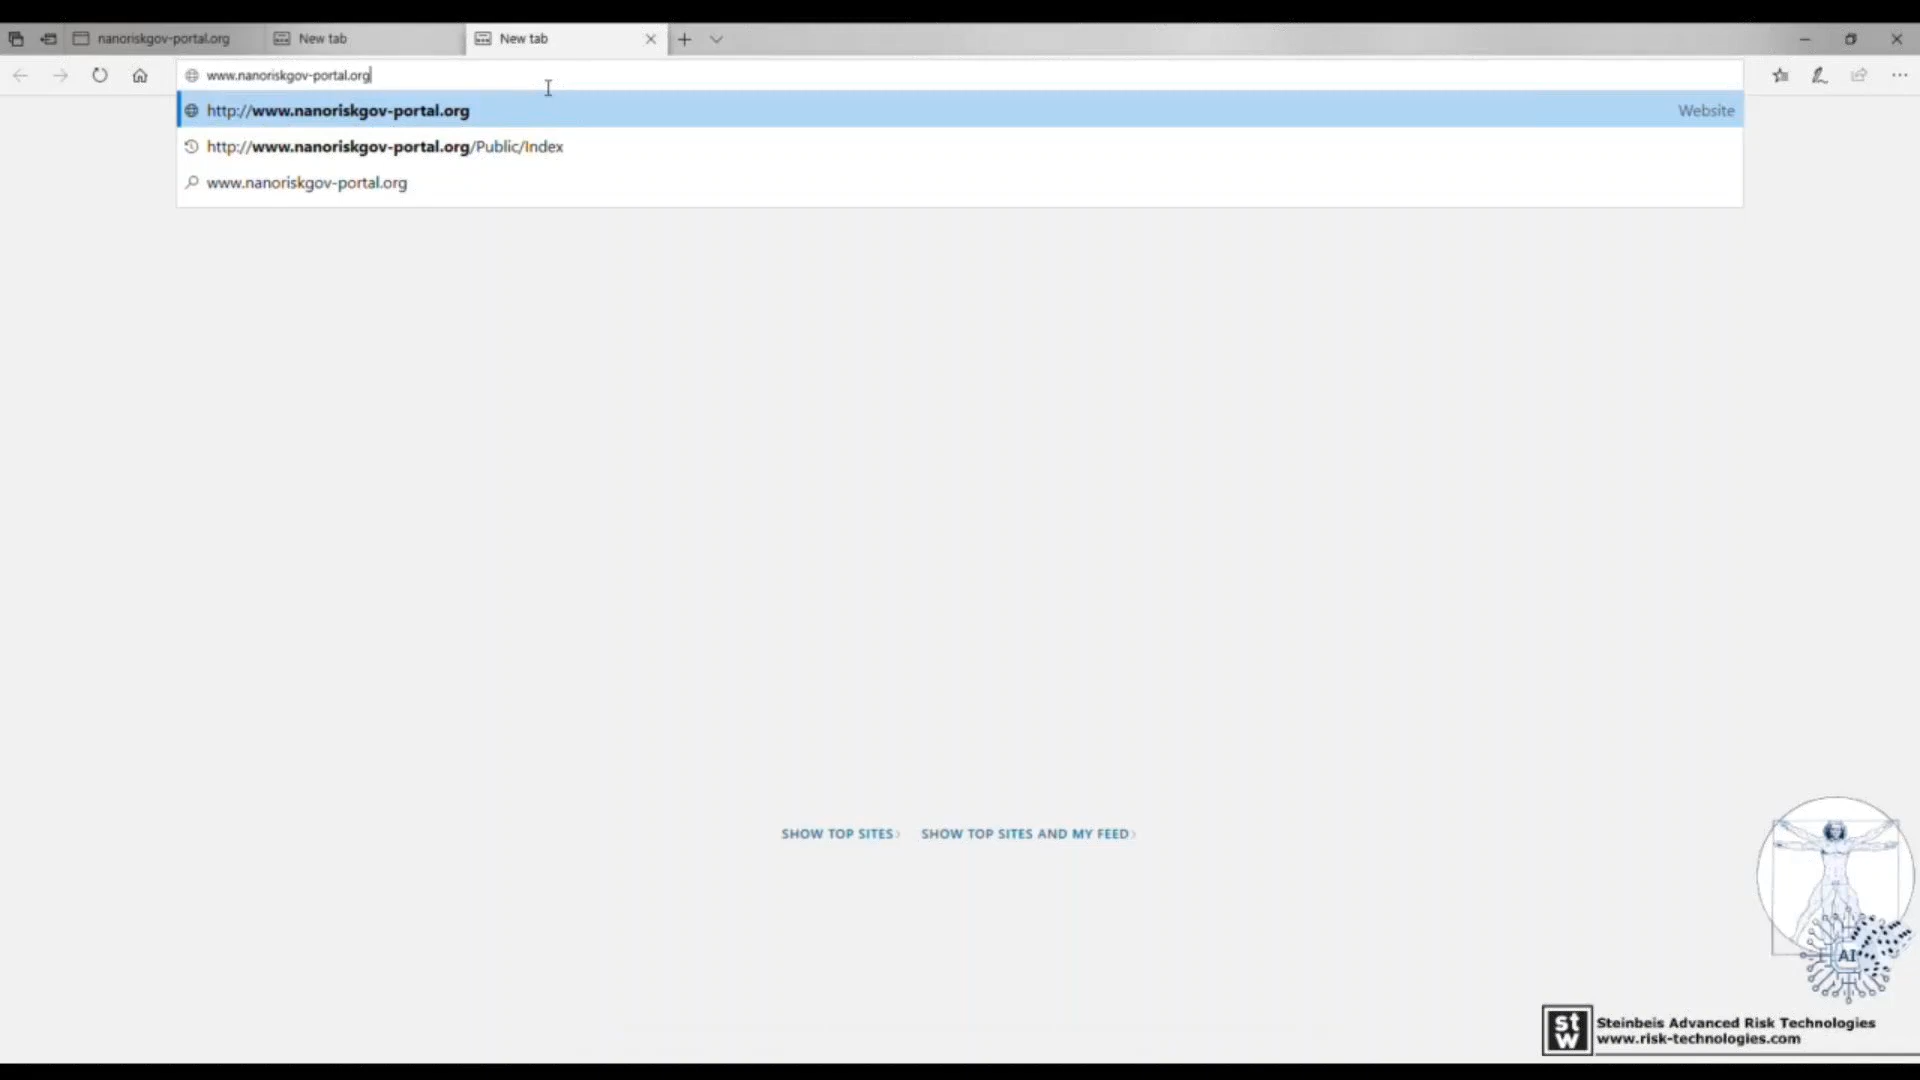 nanoriskgov-portal.org
New tab
New tab
www.nanoriskgov-portal.org
http://www.nanoriskgov-portal.org
Website
http://www.nanoriskgov-portal.org/Public/Index
www.nanoriskgov-portal.org
SHOW TOP SITES
SHOW TOP SITES AND MY FEED
AI
st
w
Steinbeis Advanced Risk Technologies
www.risk-technologies.com